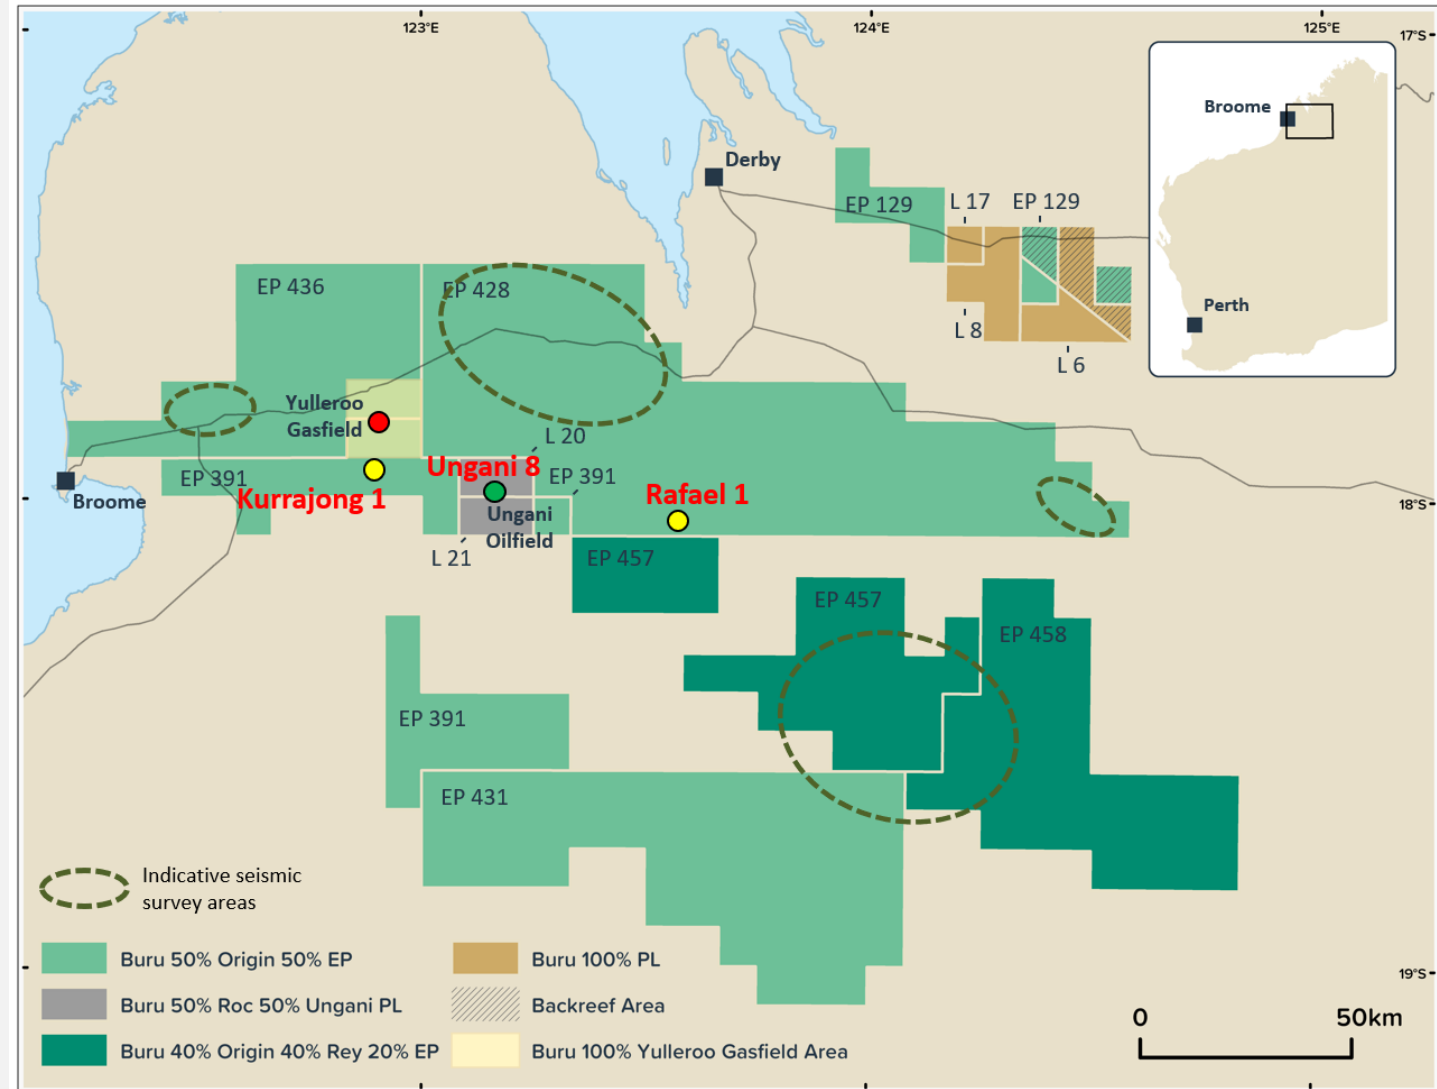 123°E
124°E
125°E
17°S
Broome
Perth
Derby
EP 129
L 17
EP 129
L 8
L 6
EP 436
EP 428
Yulleroo
Gasfield
L 20
Ungani 8
EP 391
EP 391
Kurrajong 1
Rafael 1
Broome
18°S
Ungani
Oilfield
L 21
EP 457
EP 457
EP 458
EP 391
EP 431
Indicative seismic
survey areas
Buru 50% Origin 50% EP
Buru 50% Roc 50% Ungani PL
Buru 40% Origin 40% Rey 20% EP
Buru 100% PL
Backreef Area
Buru 100% Yulleroo Gasfield Area
19°S
0
50km